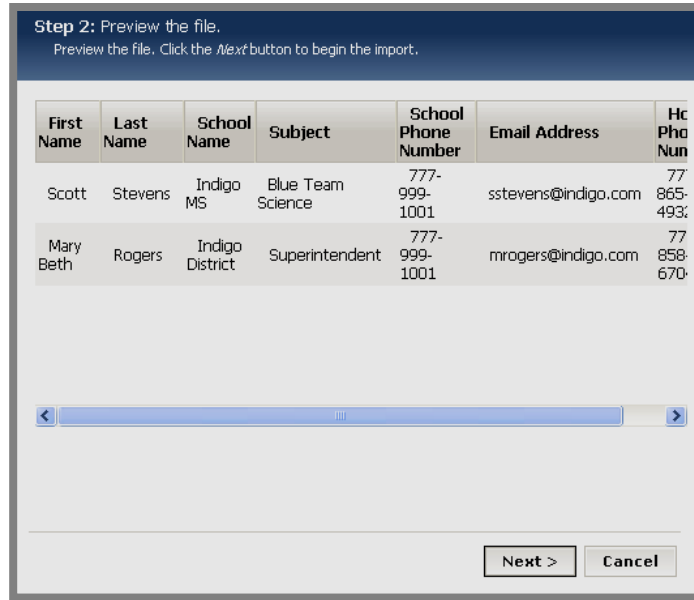 Step 2: Preview the file.
Preview the file. Click the Next button to begin the import.
First Name Last Name School Name Subject School Phone Number Email Address
Scott Stevens Indigo MS Blue Team Science 777-999-1001 sstevens@indigo.com
Mary Beth Rogers Indigo District Superintendent 777-999-1001 mrogers@indigo.com
Next > Cancel